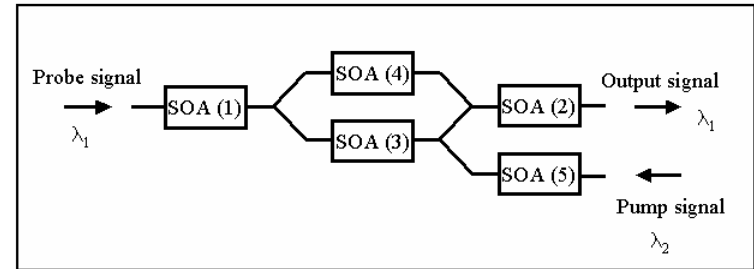 Probe signal
λ1
SOA (1)
SOA (4)
SOA (3)
SOA (2)
SOA (5)
Output signal
λ1
Pump signal
λ2